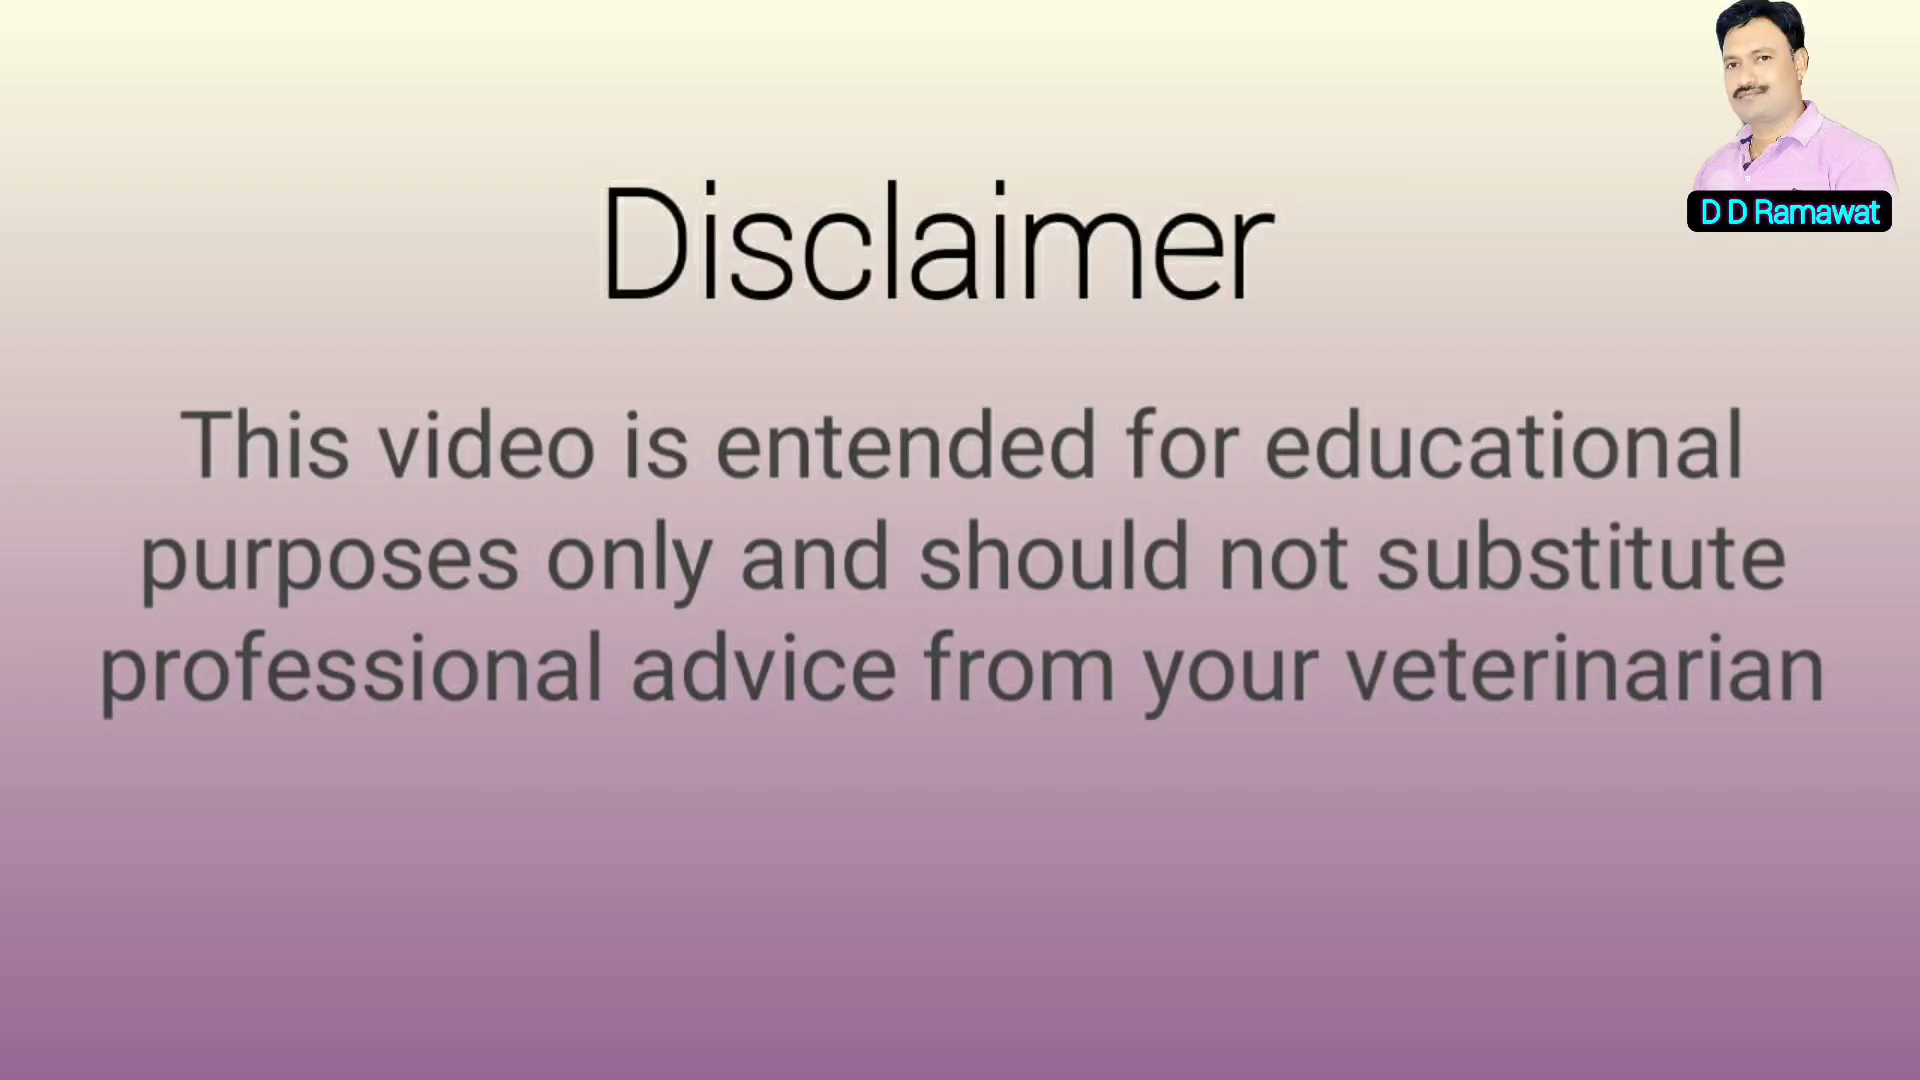 D D Ramawat
Disclaimer
This video is entended for educational
purposes only and should not substitute
professional advice from your veterinarian